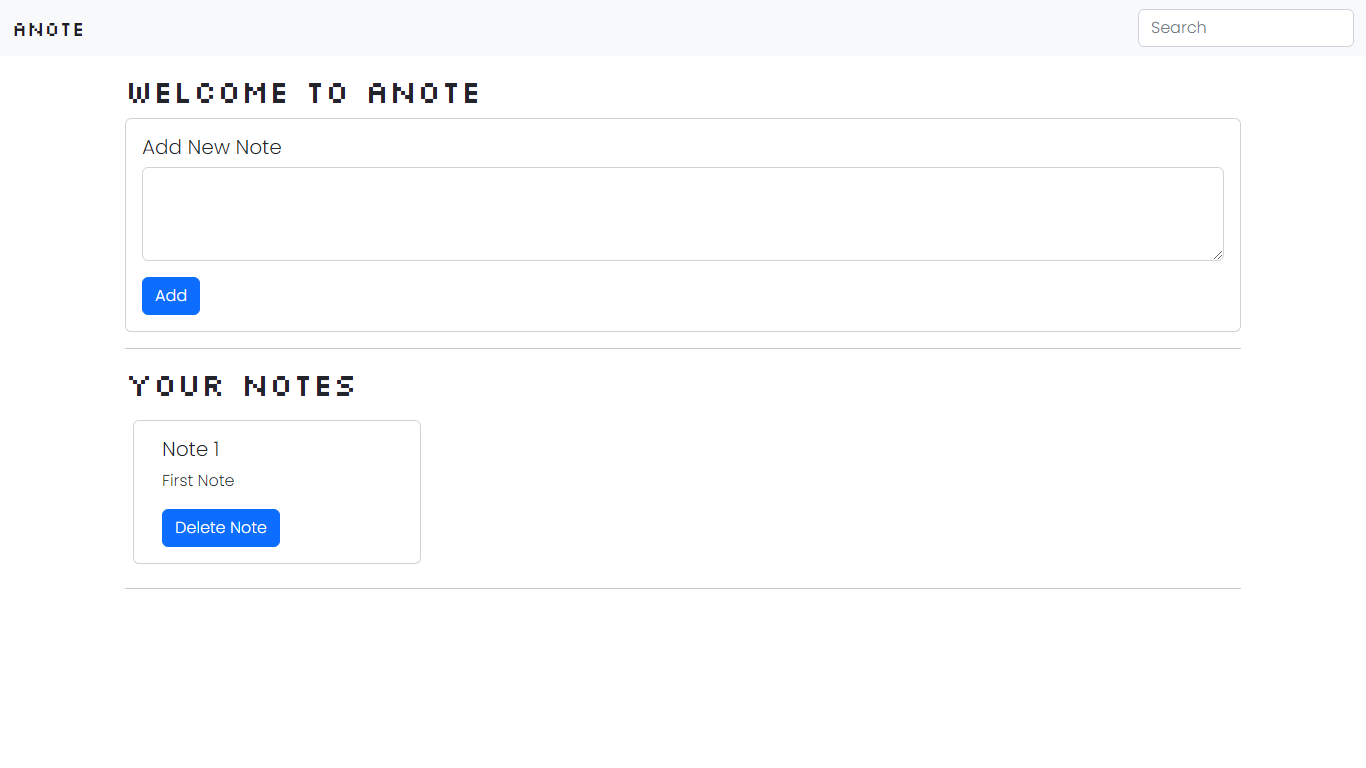 ANOTE
Search
WELCOME TO ANOTE
Add New Note
Add
YOUR NOTES
Note 1
First Note
Delete Note